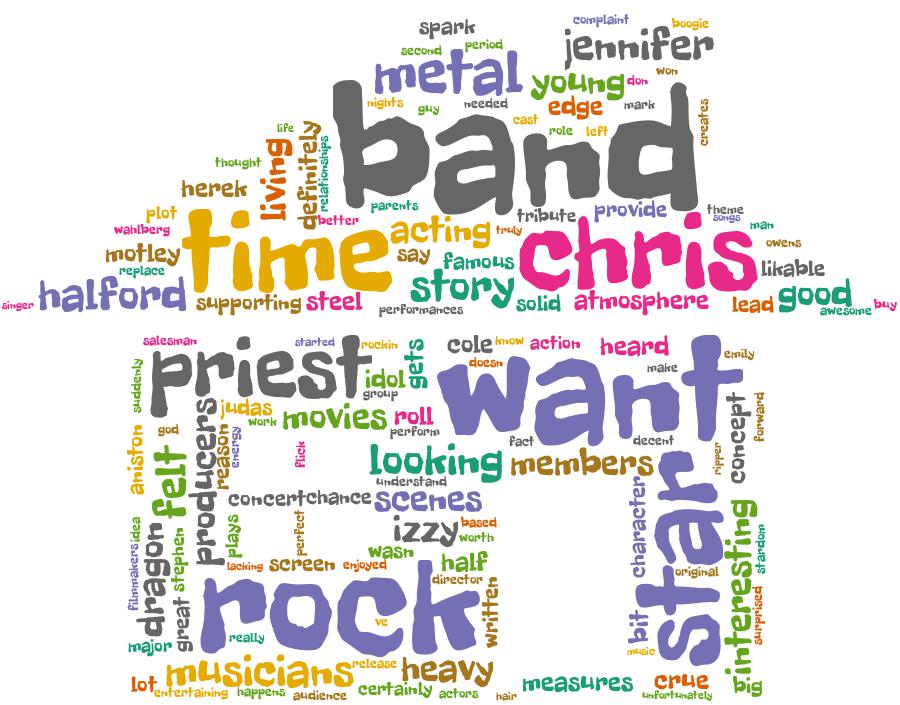 spark
complaint
boogie
second
period
jennifer
metal
young
don
won
nights
guy
needed
edge
mark
creates
band
cast
role
left
life
living
definitely
relationships
thought
herek
parents
plot
better
tribute
provide
theme
songs
wahlberg
time
acting
truly
chris
man
motley
say
famous
owens
replace
story
likable
singer
halford
supporting
steel
performances
solid
atmosphere
lead
good
awesome
buy
salesman
started
rockin
gets
cole
know
action
heard
emily
suddenly
priest
idol
group
doesn
want
make
judas
movies
roll
work
perform
fact
decent
concept
forward
god
producers
reason
energy
flick
aniston
felt
looking
members
ripper
understand
concert
chance
scenes
character
star
plays
perfect
izzy
based
worth
interesting
stardom
idea
filmmakers
dragon
stephen
wasn
lacking
screen
enjoyed
half
director
original
great
rock
ve
written
bit
surprised
major
really
music
musicians
release
heavy
lot
entertaining
happens
audience
certainly
actors
hair
measures
crue
unfortunately
big